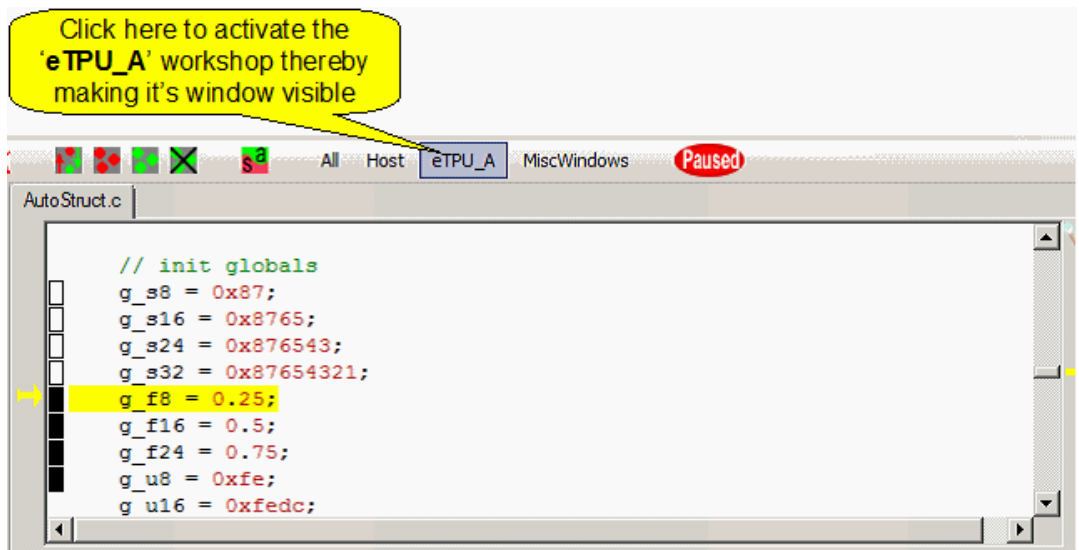 Click here to activate the
‘eTPU_A’ workshop thereby
making it’s window visible
s a All Host eTPU_A MiscWindows Paused
AutoStruct.c
// init globals
g_s8 = 0x87;
g_s16 = 0x8765;
g_s24 = 0x876543;
g_s32 = 0x87654321;
g_f8 = 0.25;
g_f16 = 0.5;
g_f24 = 0.75;
g_u8 = 0xfe;
g_u16 = 0xfedc;